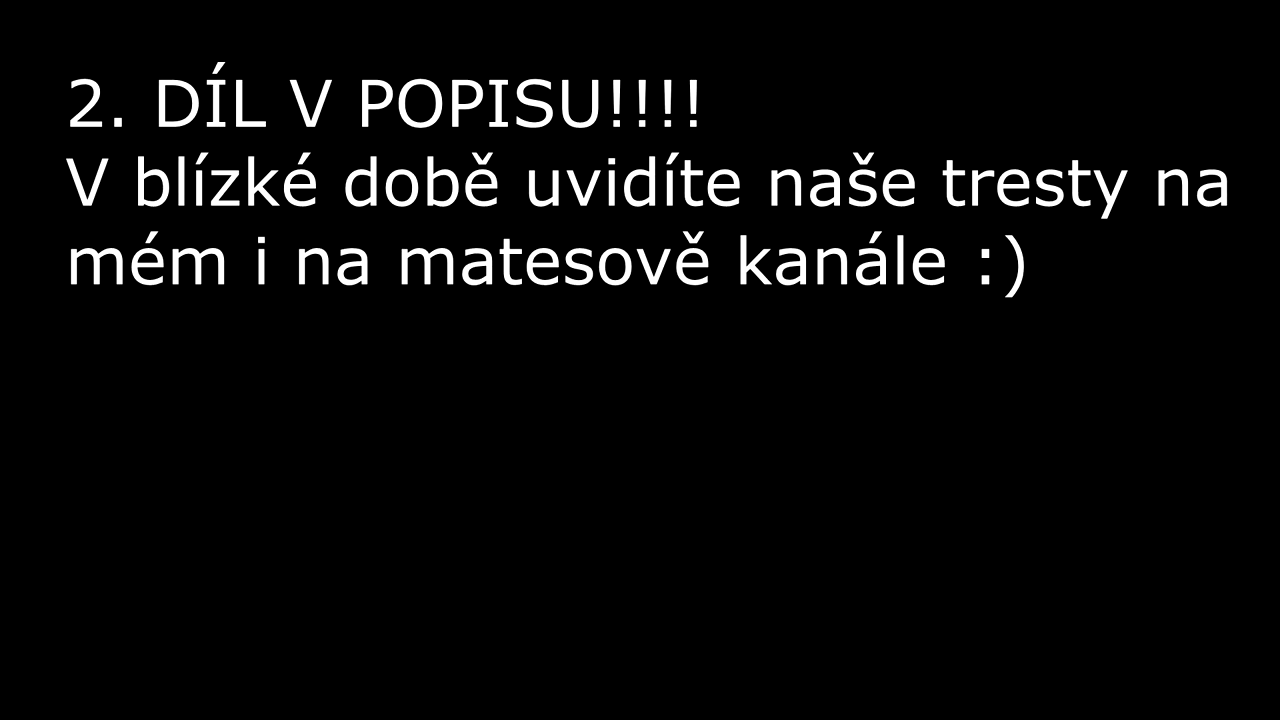 2. DÍL V POPISU!!!!
V blízké době uvidíte naše tresty na
mém i na matesově kanále :)